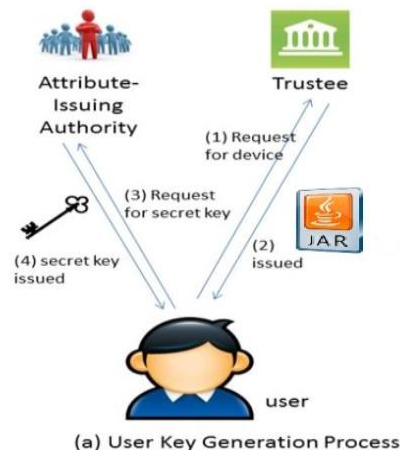 Attribute-
Issuing
Authority
Trustee
(1) Request
for device
(3) Request
for secret key
(2)
issued
JAR
(4) secret key
issued
user
(a) User Key Generation Process